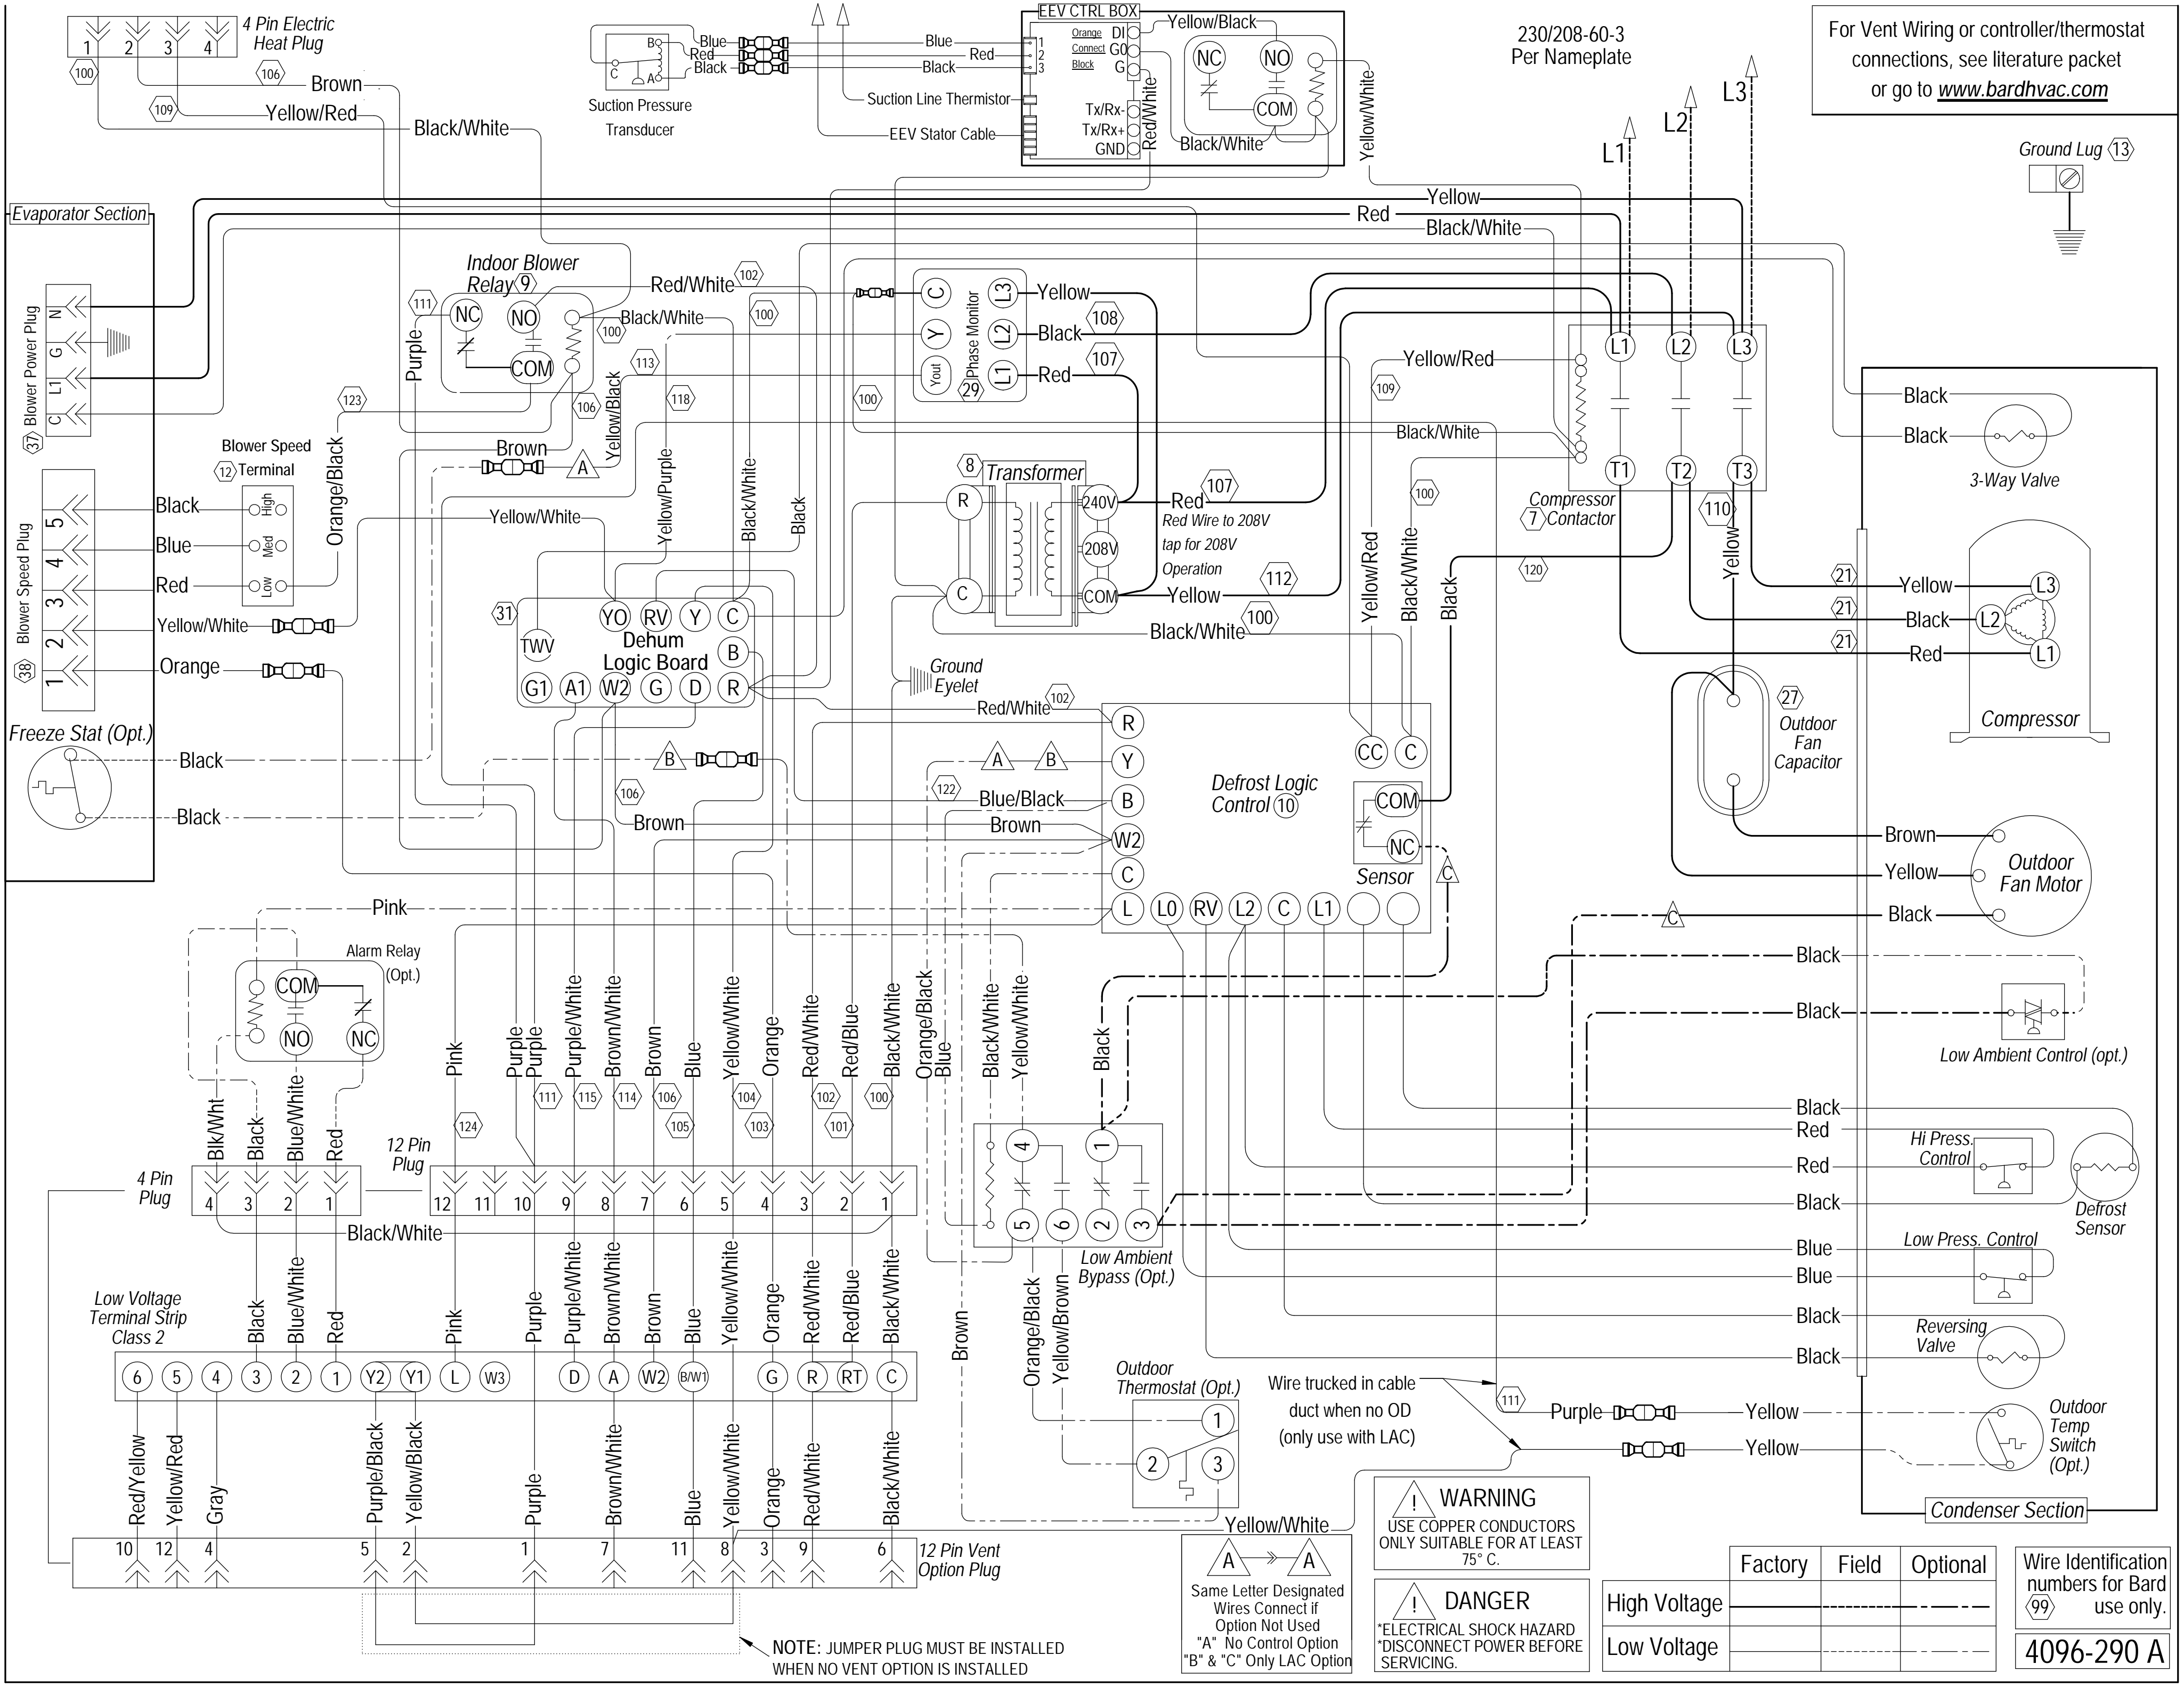 4 Pin Electric
Heat Plug
1 2 3 4
100
106
109
Brown
Yellow/Red
Black/White
B
C
A
Blue
Red
Black
Suction Pressure
Transducer
Blue
Red
Black
Suction Line Thermistor
EEV Stator Cable
EEV CTRL BOX
1
2
3
Orange
Connect
Block
DI
G0
G
Tx/Rx-
Tx/Rx+
GND
Yellow/Black
NC
NO
COM
Black/White
Red/White
Yellow/White
230/208-60-3
Per Nameplate
L1
L2
L3
For Vent Wiring or controller/thermostat
connections, see literature packet
or go to www.bardhvac.com
Ground Lug 13
Yellow
Red
Black/White
Evaporator Section
37 Blower Power Plug
N
G
L1
C
Indoor Blower
Relay 9
111
NC
NO
COM
Purple
Red/White
102
Black/White
100
100
113
118
123
106
Brown
A
Yellow/Black
Yellow/Purple
Black/White
Black
Orange/Black
Yellow/White
Blower Speed
12 Terminal
High
Med
Low
38 Blower Speed Plug
5
4
3
2
1
Black
Blue
Red
Yellow/White
Orange
C
Y
Yout
Phase Monitor
29
L3
L2
L1
Yellow
Black
Red
108
107
100
8 Transformer
R
C
240V
208V
COM
Red
107
Red Wire to 208V
tap for 208V
Operation
Yellow
112
Black/White
100
Ground
Eyelet
Yellow/Red
109
Black/White
100
Yellow/Red
Black/White
Black
120
L1
L2
L3
T1
T2
T3
Compressor
7 Contactor
110
Yellow
Black
Black
3-Way Valve
21
Yellow
21
Black
21
Red
L3
L2
L1
Compressor
27
Outdoor
Fan
Capacitor
Brown
Yellow
Black
Outdoor
Fan Motor
C
31
YO
RV
Y
C
TWV
Dehum
Logic Board
B
G1
A1
W2
G
D
R
Freeze Stat (Opt.)
Black
Black
B
106
Brown
Red/White
102
A
B
122
Blue/Black
Brown
R
Y
B
W2
C
L
L0
RV
L2
C
L1
CC
C
Defrost Logic
Control 10
COM
NC
Sensor
C
Pink
Alarm Relay
(Opt.)
COM
NO
NC
Blk/Wht
Black
Blue/White
Red
Pink
Purple
Purple
Purple/White
Brown/White
Brown
Blue
Yellow/White
Orange
Red/White
Red/Blue
Black/White
Orange/Black
Blue
Black/White
Yellow/White
Black
124
111
115
114
106
105
104
103
102
101
100
4 Pin
Plug
4 3 2 1
12 Pin
Plug
12 11 10 9 8 7 6 5 4 3 2 1
Black/White
4
1
5
6
2
3
Low Ambient
Bypass (Opt.)
Black
Black
Low Ambient Control (opt.)
Black
Red
Hi Press.
Control
Red
Black
Defrost
Sensor
Blue
Low Press. Control
Blue
Black
Reversing
Valve
Black
Low Voltage
Terminal Strip
Class 2
Black
Blue/White
Red
Pink
Purple
Purple/White
Brown/White
Brown
Blue
Yellow/White
Orange
Red/White
Red/Blue
Black/White
Brown
Orange/Black
Yellow/Brown
6 5 4 3 2 1 Y2 Y1 L W3 D A W2 B/W1 G R RT C
Outdoor
Thermostat (Opt.)
1
2
3
Wire trucked in cable
duct when no OD
(only use with LAC)
111
Purple
Yellow
Yellow
Outdoor
Temp
Switch
(Opt.)
Condenser Section
Red/Yellow
Yellow/Red
Gray
Purple/Black
Yellow/Black
Purple
Brown/White
Blue
Yellow/White
Orange
Red/White
Black/White
10 12 4 5 2 1 7 11 8 3 9 6
12 Pin Vent
Option Plug
Yellow/White
NOTE: JUMPER PLUG MUST BE INSTALLED
WHEN NO VENT OPTION IS INSTALLED
A A
Same Letter Designated
Wires Connect if
Option Not Used
"A" No Control Option
"B" & "C" Only LAC Option
! WARNING
USE COPPER CONDUCTORS
ONLY SUITABLE FOR AT LEAST
75° C.
! DANGER
*ELECTRICAL SHOCK HAZARD
*DISCONNECT POWER BEFORE
SERVICING.
Factory Field Optional
High Voltage
Low Voltage
Wire Identification
numbers for Bard
99 use only.
4096-290 A